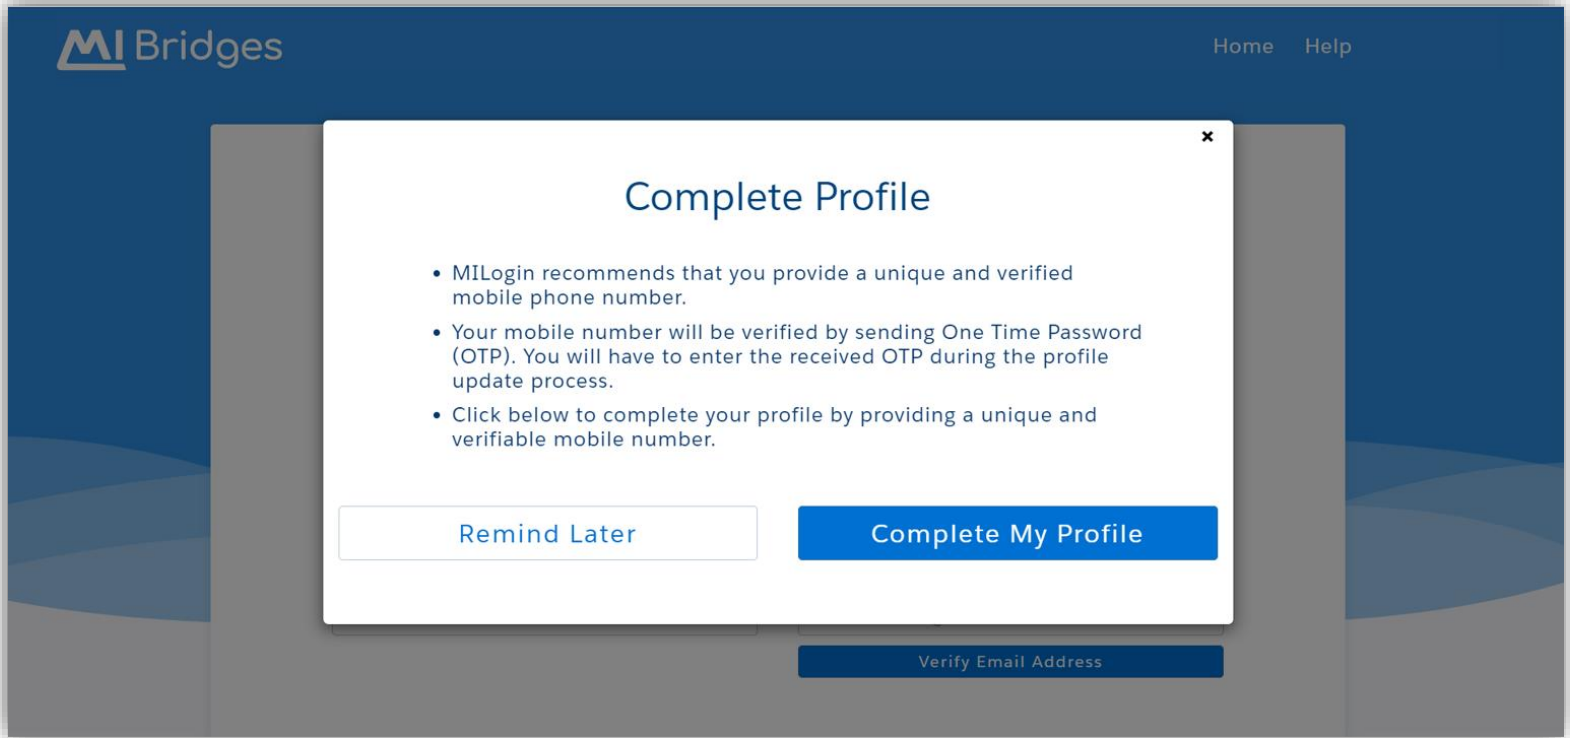 MI Bridges
Home Help
×
Complete Profile
• MILogin recommends that you provide a unique and verified
mobile phone number.
• Your mobile number will be verified by sending One Time Password
(OTP). You will have to enter the received OTP during the profile
update process.
• Click below to complete your profile by providing a unique and
verifiable mobile number.
Remind Later Complete My Profile
Verify Email Address